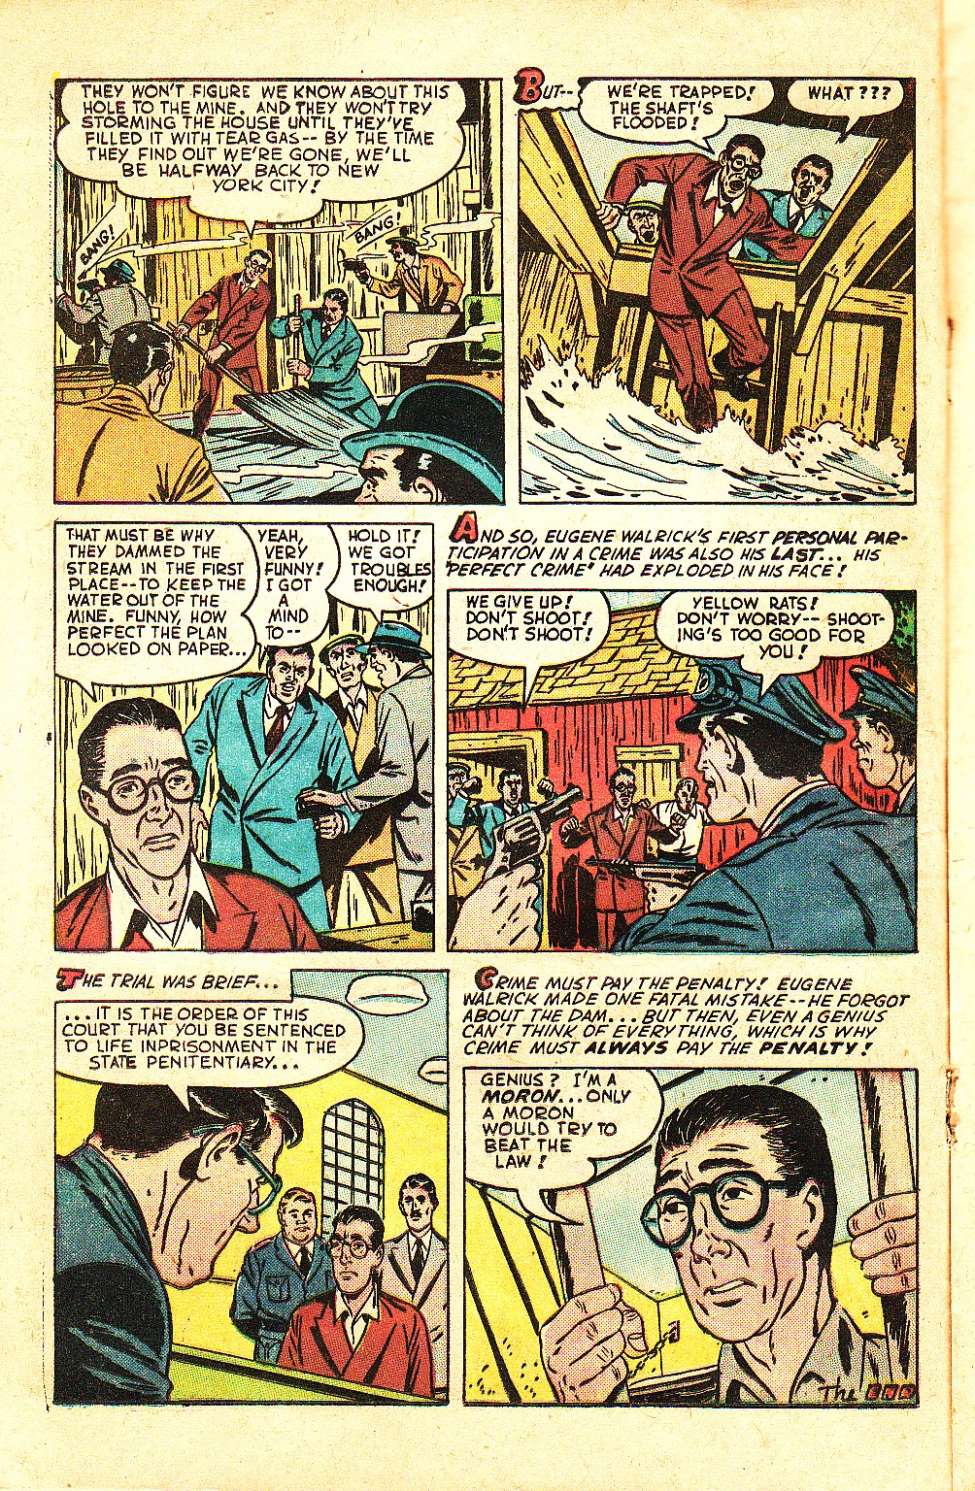 THEY WON'T FIGURE WE KNOW ABOUT THIS
HOLE TO THE MINE. AND THEY WON'T TRY
STORMING THE HOUSE UNTIL THEY'VE
FILLED IT WITH TEAR GAS-- BY THE TIME
THEY FIND OUT WE'RE GONE, WE'LL
BE HALFWAY BACK TO NEW
YORK CITY!
BANG!
BANG!
BUT--
WE'RE TRAPPED!
THE SHAFT'S
FLOODED!
WHAT???
THAT MUST BE WHY
THEY DAMMED THE
STREAM IN THE FIRST
PLACE--TO KEEP THE
WATER OUT OF THE
MINE. FUNNY, HOW
PERFECT THE PLAN
LOOKED ON PAPER...
YEAH,
VERY
FUNNY!
I GOT
A
MIND
TO--
HOLD IT!
WE GOT
TROUBLES
ENOUGH!
AND SO, EUGENE WALRICK'S FIRST PERSONAL PAR-
TICIPATION IN A CRIME WAS ALSO HIS LAST... HIS
"PERFECT CRIME" HAD EXPLODED IN HIS FACE!
WE GIVE UP!
DON'T SHOOT!
DON'T SHOOT!
YELLOW RATS!
DON'T WORRY-- SHOOT-
ING'S TOO GOOD FOR
YOU!
THE TRIAL WAS BRIEF...
...IT IS THE ORDER OF THIS
COURT THAT YOU BE SENTENCED
TO LIFE INPRISONMENT IN THE
STATE PENITENTIARY...
CRIME MUST PAY THE PENALTY! EUGENE
WALRICK MADE ONE FATAL MISTAKE-- HE FORGOT
ABOUT THE DAM... BUT THEN, EVEN A GENIUS
CAN'T THINK OF EVERYTHING, WHICH IS WHY
CRIME MUST ALWAYS PAY THE PENALTY!
GENIUS? I'M A
MORON... ONLY
A MORON
WOULD TRY TO
BEAT THE
LAW!
The END